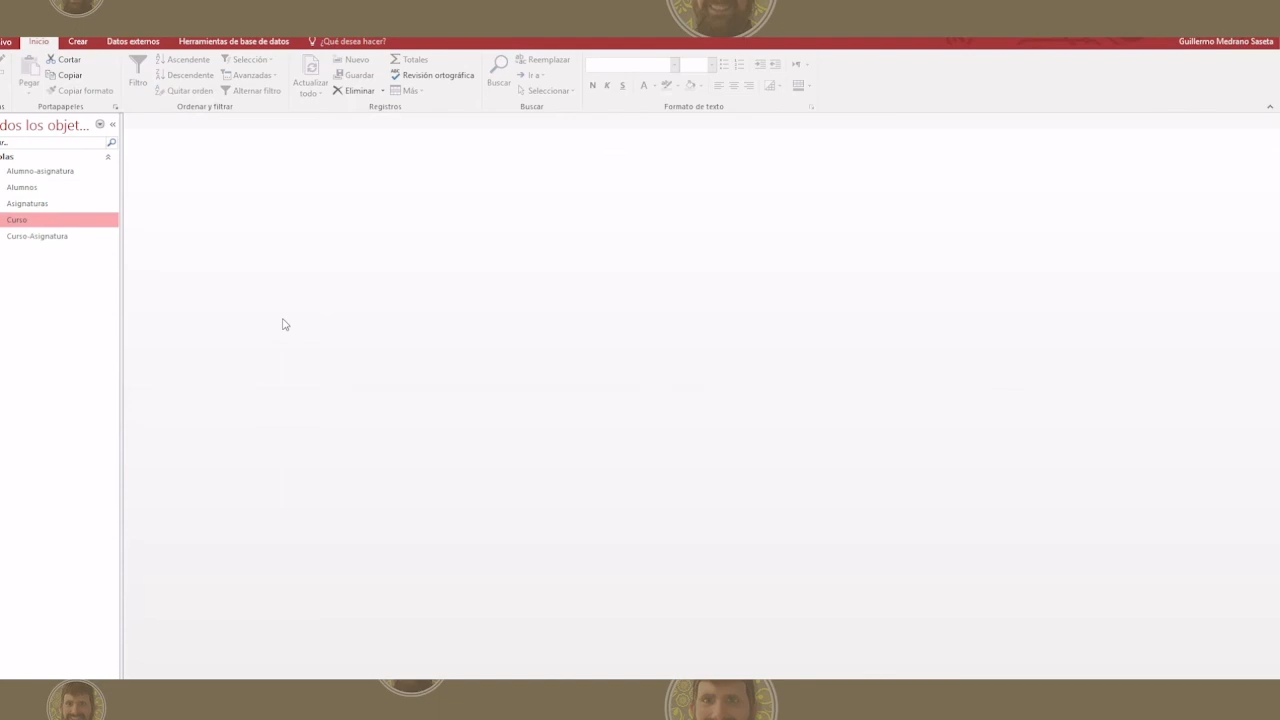 ivo Inicio Crear Datos externos Herramientas de base de datos ¿Qué desea hacer? Guillermo Medrano Saseta
Pegar
Cortar
Copiar
Copiar formato
Portapapeles
Filtro
Ascendente
Descendente
Quitar orden
Selección
Avanzadas
Alternar filtro
Ordenar y filtrar
Actualizar
todo
Nuevo
Guardar
Eliminar
Totales
Revisión ortográfica
Más
Registros
Buscar
Reemplazar
Ir a
Seleccionar
Buscar
N K S A
Formato de texto
dos los objet...
ar..
blas
Alumno-asignatura
Alumnos
Asignaturas
Curso
Curso-Asignatura